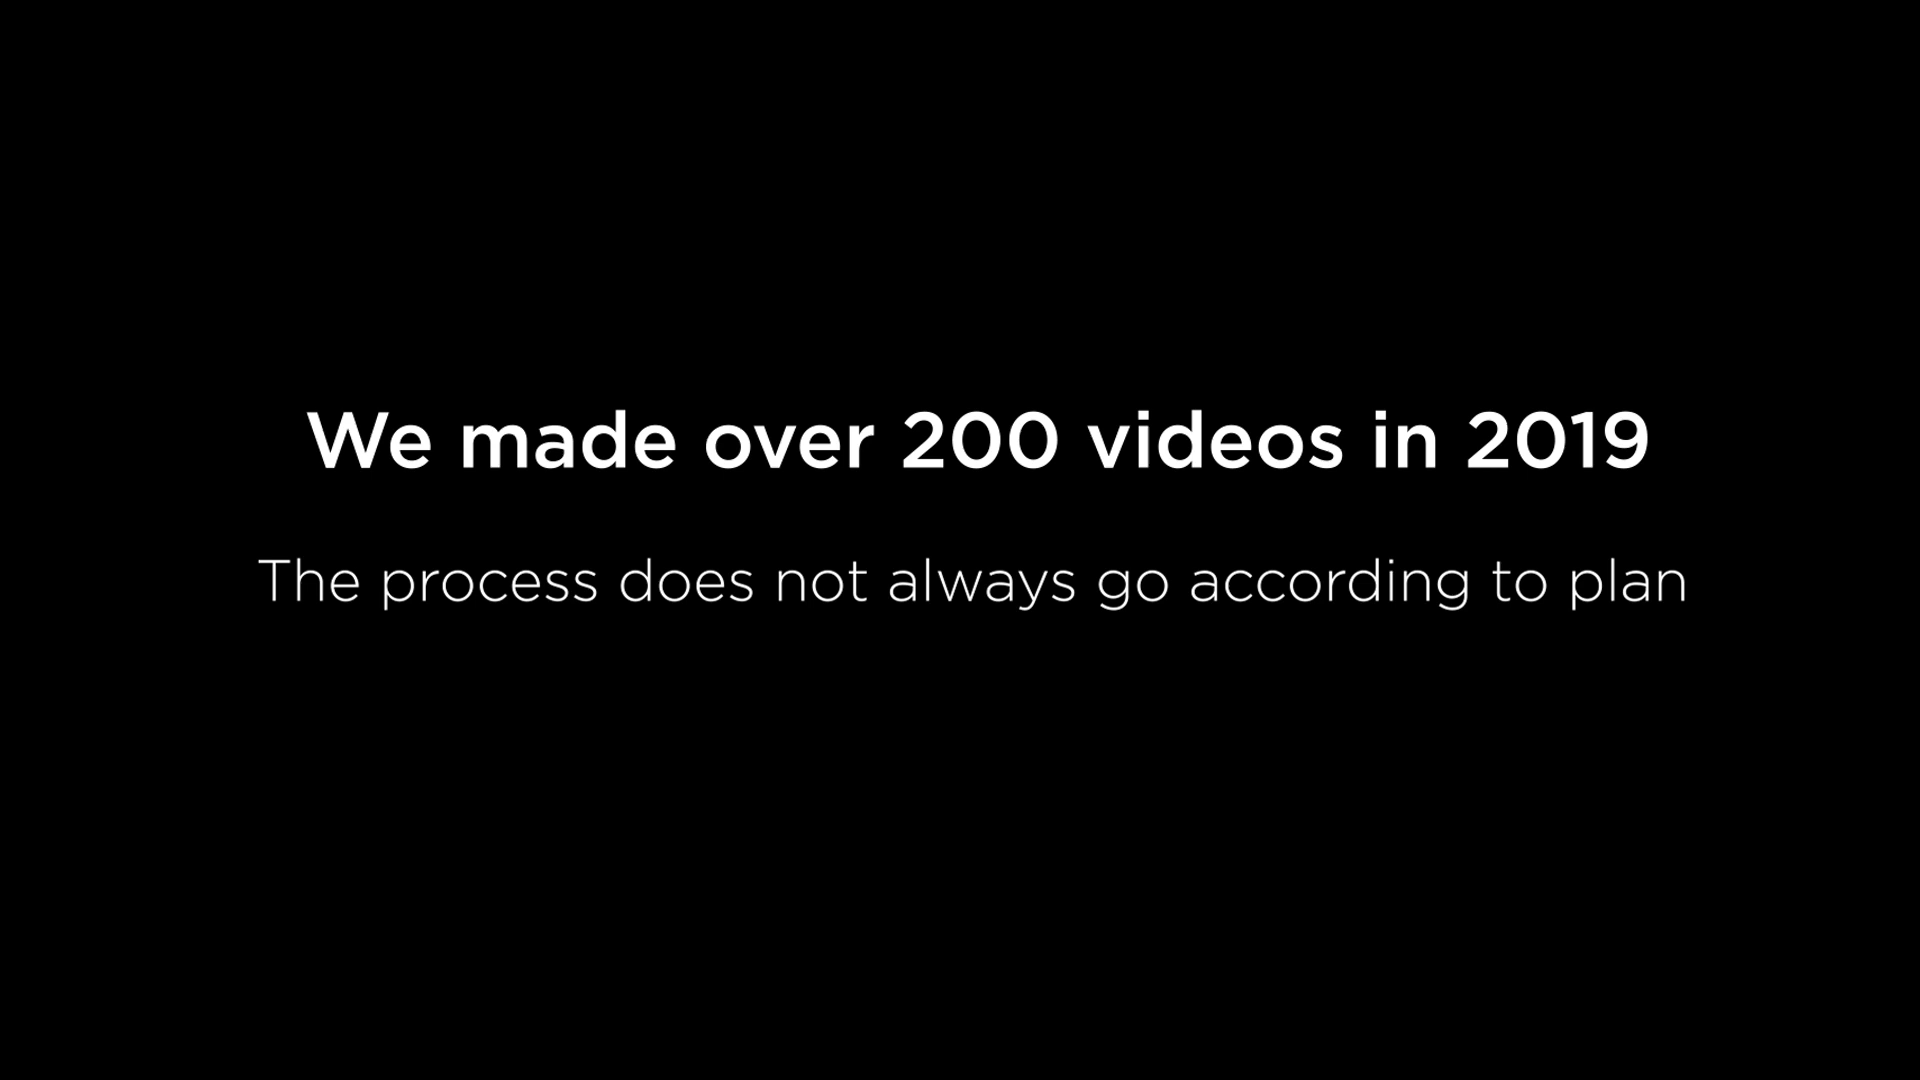 We made over 200 videos in 2019
The process does not always go according to plan